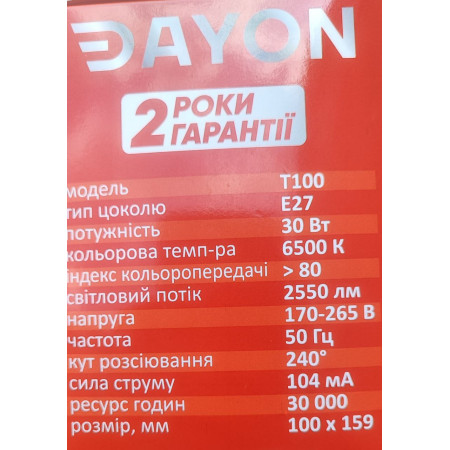 DAYON
2 РОКИ
ГАРАНТІЇ
модель T100
тип цоколю E27
потужність 30 Вт
кольорова темп-ра 6500 К
індекс кольоропередачі > 80
світловий потік 2550 лм
напруга 170-265 В
частота 50 Гц
кут розсіювання 240°
сила струму 104 мА
ресурс годин 30 000
розмір, мм 100 x 159